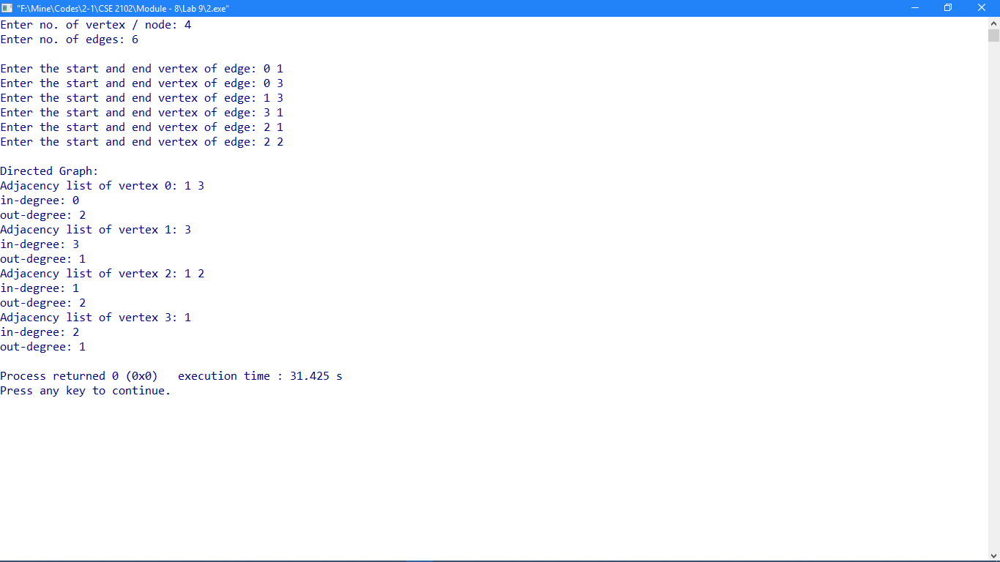 "F:\Mine\Codes\2-1\CSE 2102\Module - 8\Lab 9\2.exe"
Enter no. of vertex / node: 4
Enter no. of edges: 6
Enter the start and end vertex of edge: 0 1
Enter the start and end vertex of edge: 0 3
Enter the start and end vertex of edge: 1 3
Enter the start and end vertex of edge: 3 1
Enter the start and end vertex of edge: 2 1
Enter the start and end vertex of edge: 2 2
Directed Graph:
Adjacency list of vertex 0: 1 3
in-degree: 0
out-degree: 2
Adjacency list of vertex 1: 3
in-degree: 3
out-degree: 1
Adjacency list of vertex 2: 1 2
in-degree: 1
out-degree: 2
Adjacency list of vertex 3: 1
in-degree: 2
out-degree: 1
Process returned 0 (0x0)   execution time : 31.425 s
Press any key to continue.